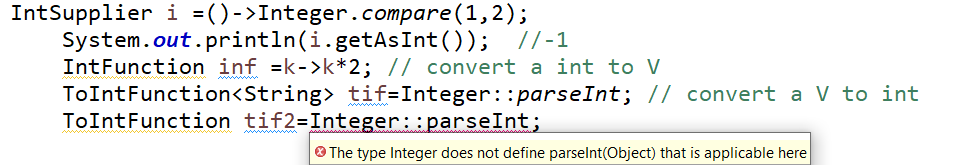 IntSupplier i =()->Integer.compare(1,2);
System.out.println(i.getAsInt());  //-1
IntFunction inf =k->k*2; // convert a int to V
ToIntFunction<String> tif=Integer::parseInt; // convert a V to int
ToIntFunction tif2=Integer::parseInt;
The type Integer does not define parseInt(Object) that is applicable here